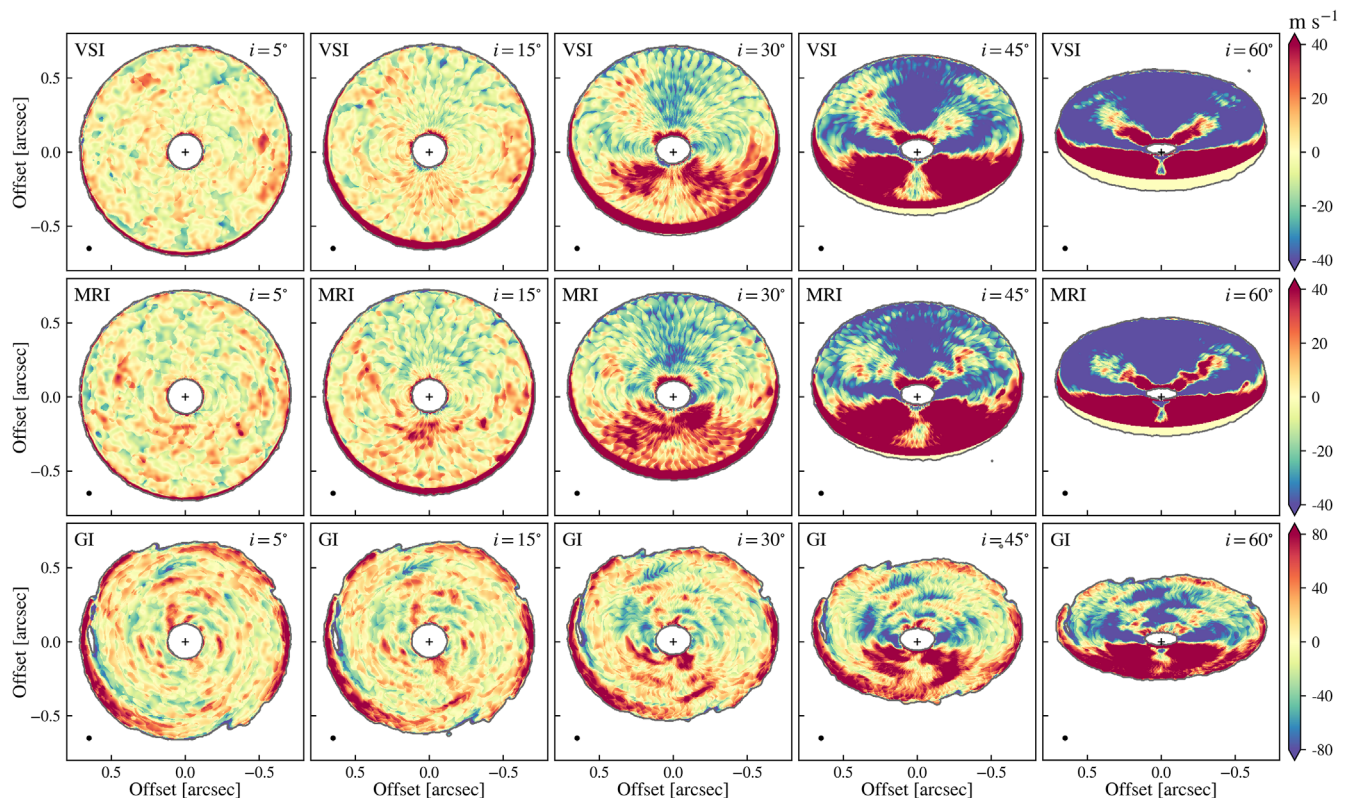 m s⁻¹
VSI i = 5°
VSI i = 15°
VSI i = 30°
VSI i = 45°
VSI i = 60°
Offset [arcsec]
0.5
0.0
−0.5
40
20
0
-20
-40
MRI i = 5°
MRI i = 15°
MRI i = 30°
MRI i = 45°
MRI i = 60°
Offset [arcsec]
0.5
0.0
−0.5
40
20
0
-20
-40
GI i = 5°
GI i = 15°
GI i = 30°
GI i = 45°
GI i = 60°
Offset [arcsec]
0.5
0.0
−0.5
80
40
0
-40
-80
0.5 0.0 −0.5
0.5 0.0 −0.5
0.5 0.0 −0.5
0.5 0.0 −0.5
0.5 0.0 −0.5
Offset [arcsec]
Offset [arcsec]
Offset [arcsec]
Offset [arcsec]
Offset [arcsec]